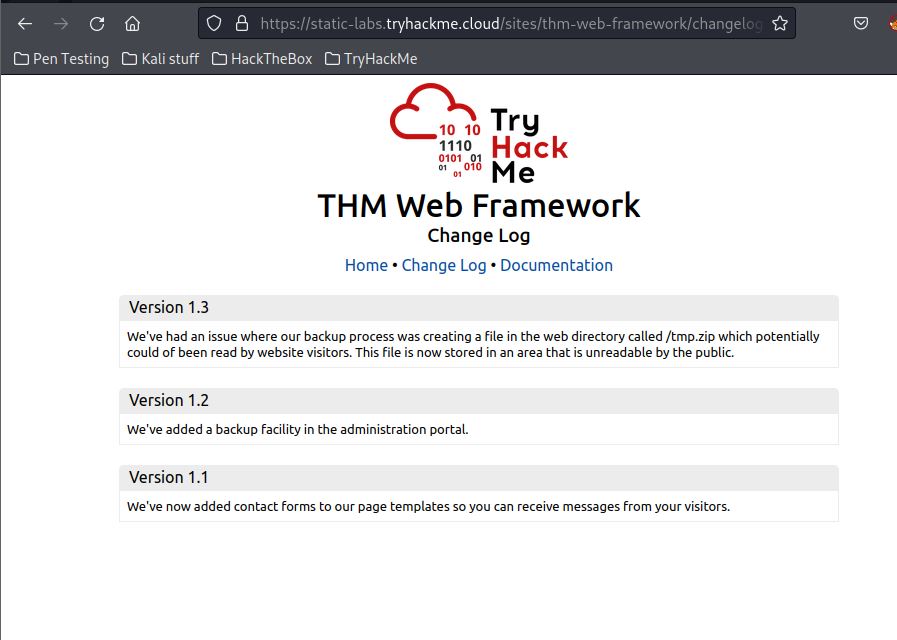 https://static-labs.tryhackme.cloud/sites/thm-web-framework/changelog
Pen Testing Kali stuff HackTheBox TryHackMe
10 10
1110
0101 01
01 010
01
Try
Hack
Me
THM Web Framework
Change Log
Home • Change Log • Documentation
Version 1.3
We've had an issue where our backup process was creating a file in the web directory called /tmp.zip which potentially
could of been read by website visitors. This file is now stored in an area that is unreadable by the public.
Version 1.2
We've added a backup facility in the administration portal.
Version 1.1
We've now added contact forms to our page templates so you can receive messages from your visitors.